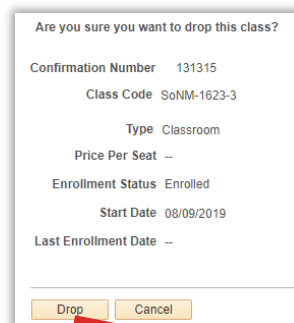 Are you sure you want to drop this class?
Confirmation Number 131315
Class Code SoNM-1623-3
Type Classroom
Price Per Seat --
Enrollment Status Enrolled
Start Date 08/09/2019
Last Enrollment Date --
Drop Cancel